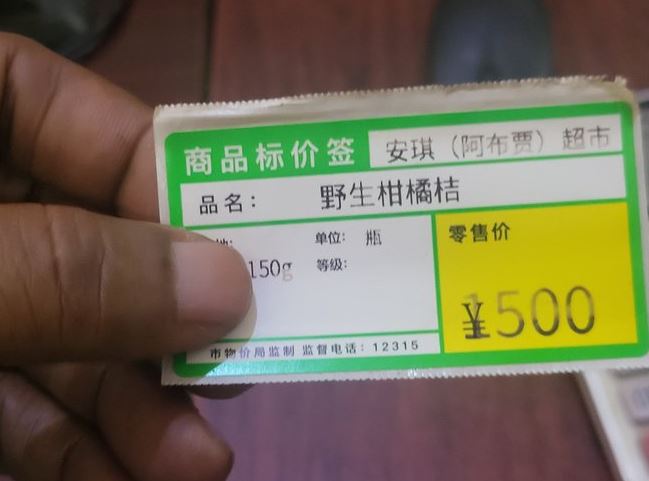 商品标价签 安琪（阿布贾）超市
品名： 野生柑橘桔
地: 单位: 瓶
150g 等级:
零售价
¥1500
市物价局监制 监督电话：12315